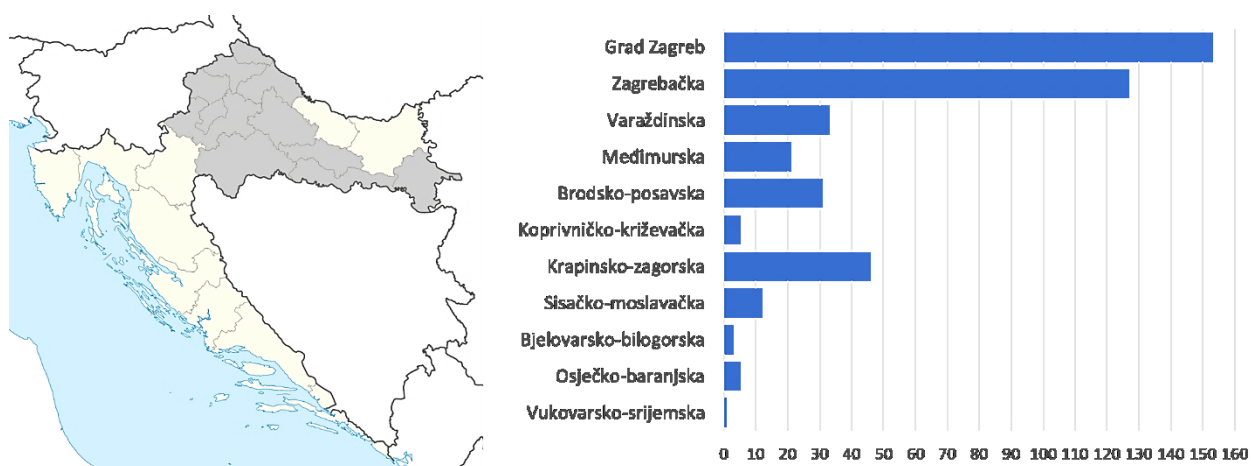 Grad Zagreb
Zagrebačka
Varaždinska
Međimurska
Brodsko-posavska
Koprivničko-križevačka
Krapinsko-zagorska
Sisačko-moslavačka
Bjelovarsko-bilogorska
Osječko-baranjska
Vukovarsko-srijemska
0 10 20 30 40 50 60 70 80 90 100 110 120 130 140 150 160